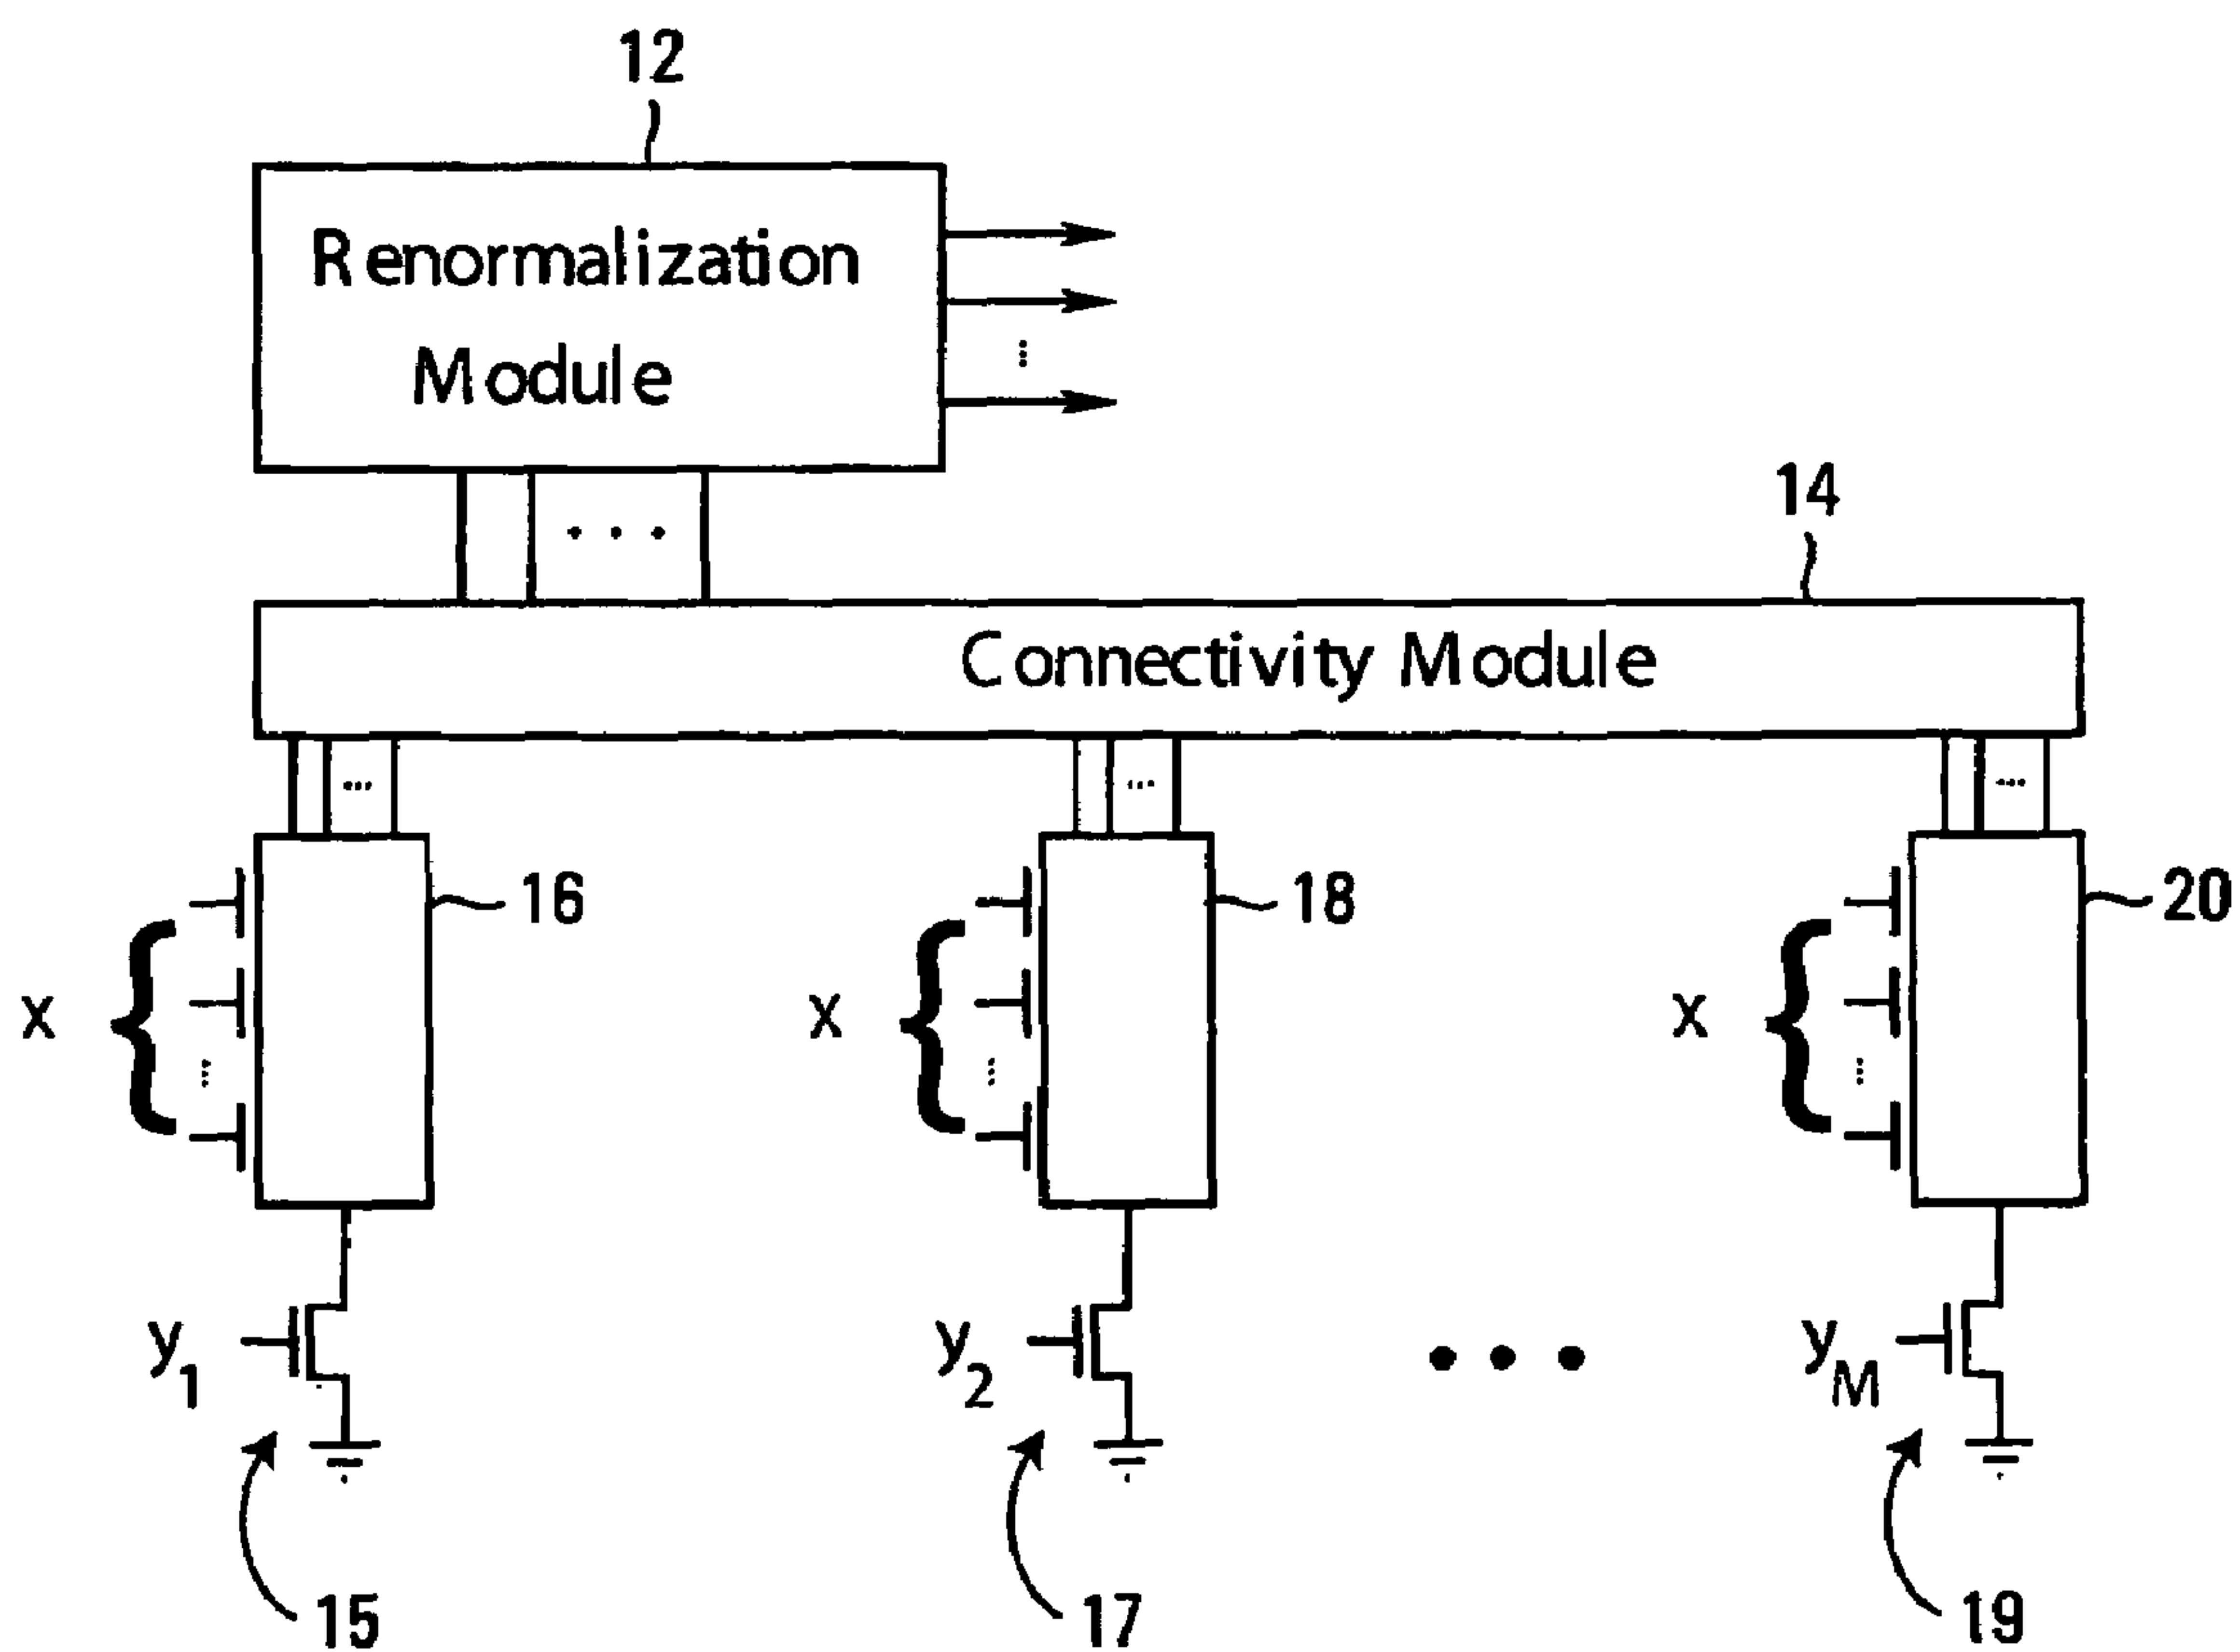 12
Renormalization
Module
14
Connectivity Module
16
18
20
x
x
x
y1
y2
yM
15
17
19